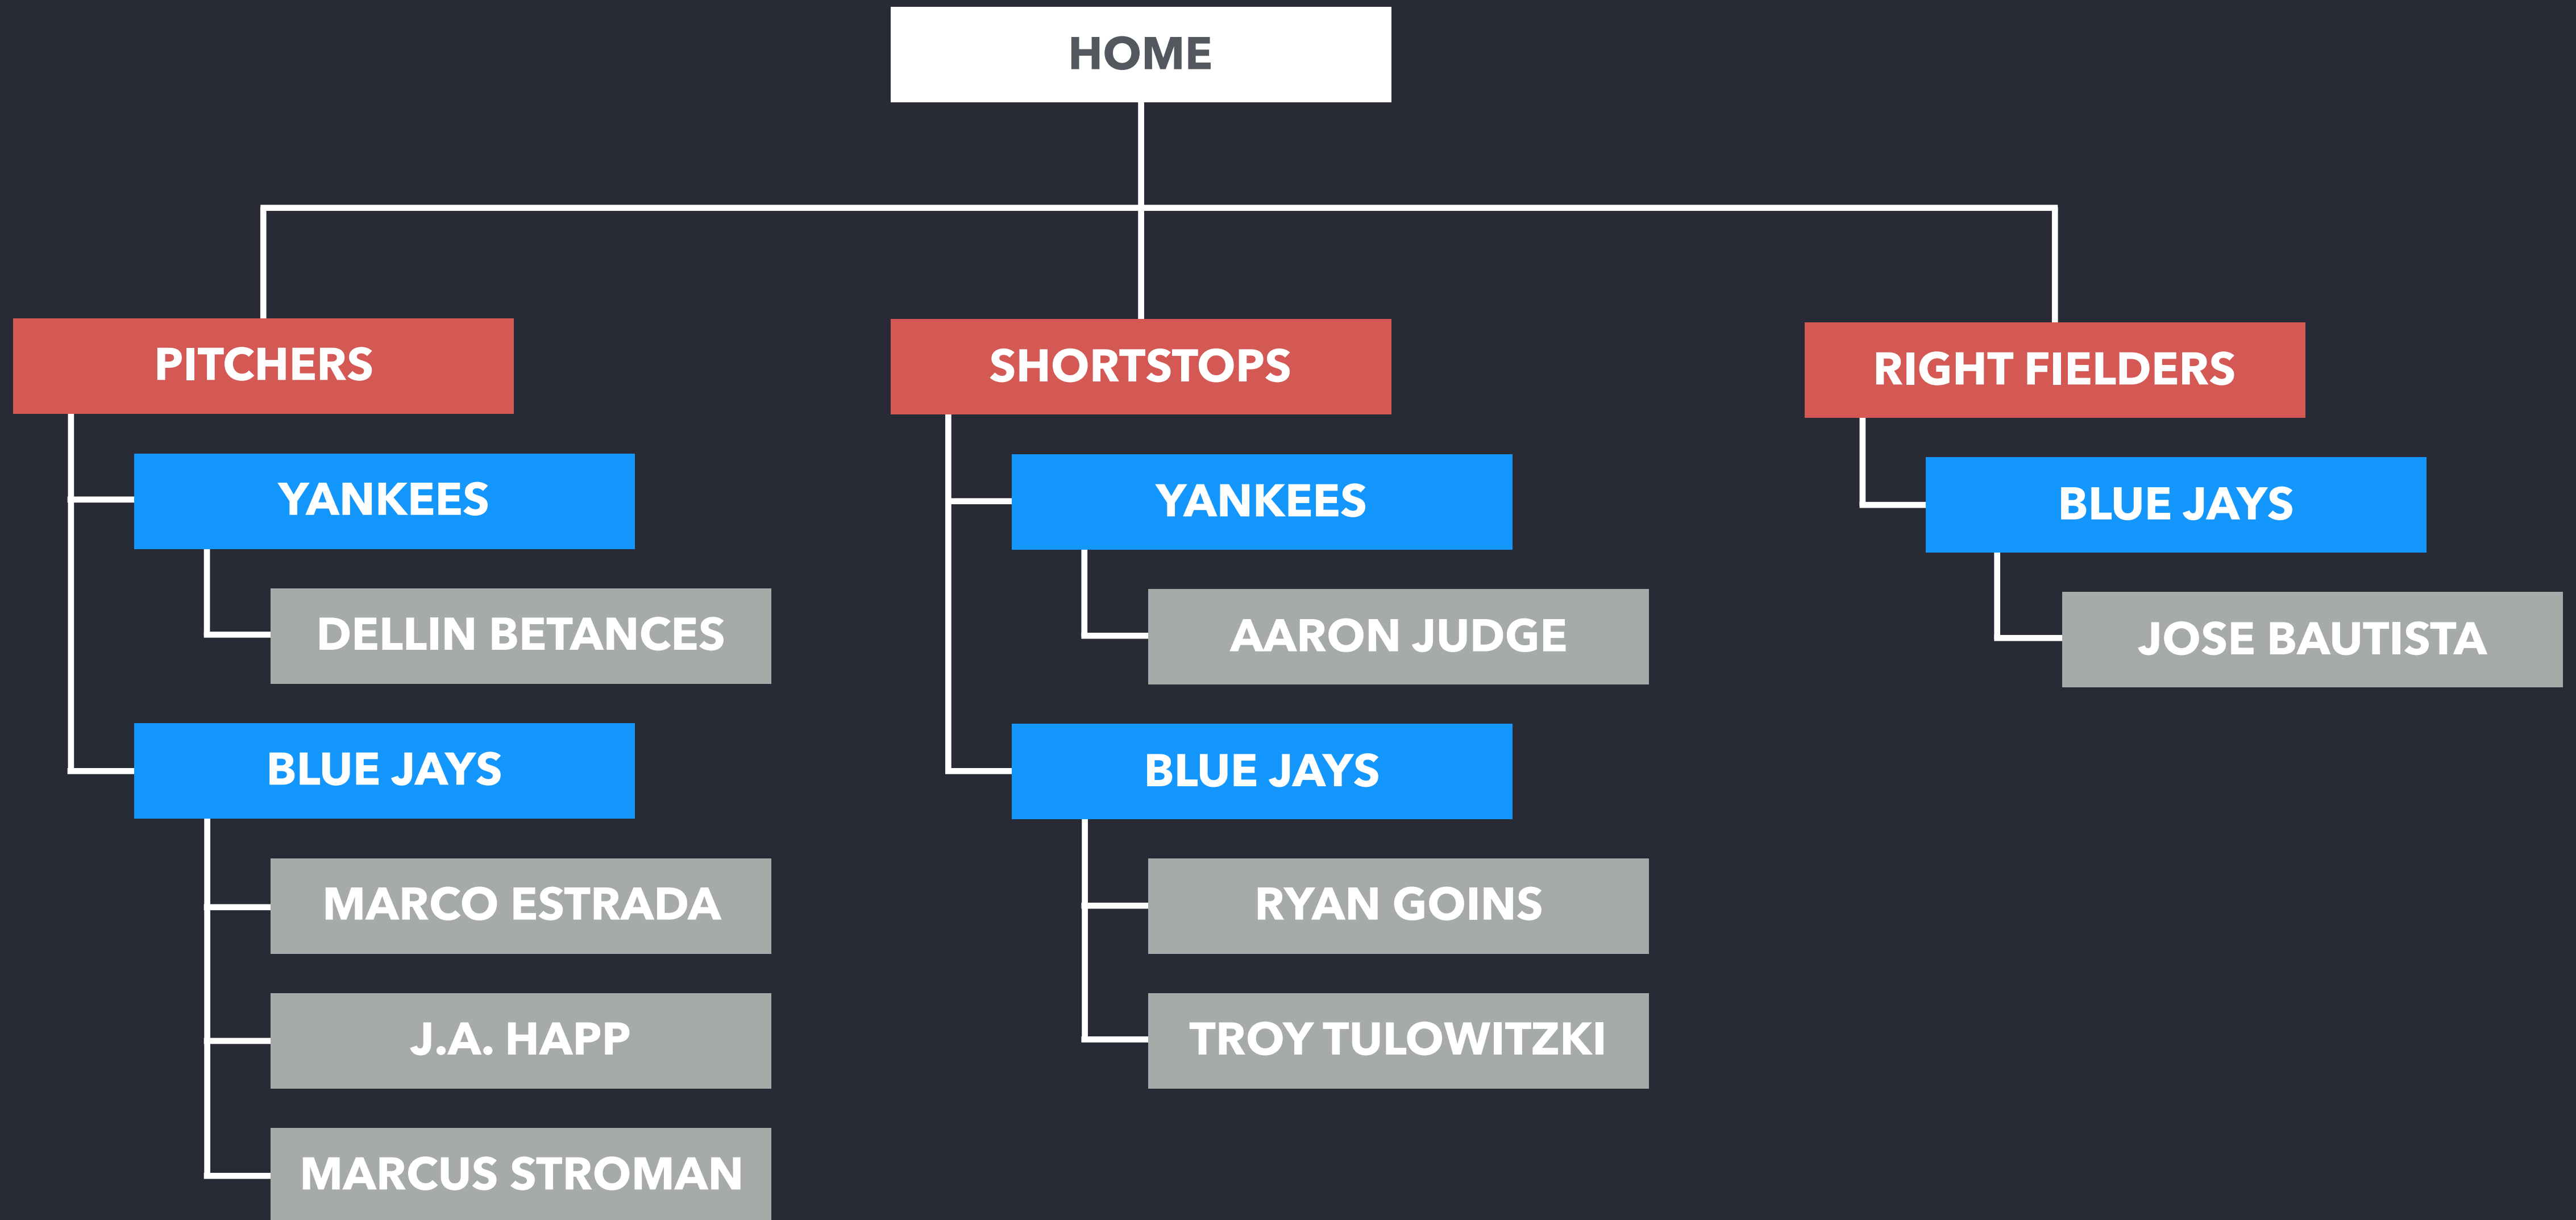 HOME
PITCHERS
YANKEES
DELLIN BETANCES
BLUE JAYS
MARCO ESTRADA
J.A. HAPP
MARCUS STROMAN
SHORTSTOPS
YANKEES
AARON JUDGE
BLUE JAYS
RYAN GOINS
TROY TULOWITZKI
RIGHT FIELDERS
BLUE JAYS
JOSE BAUTISTA